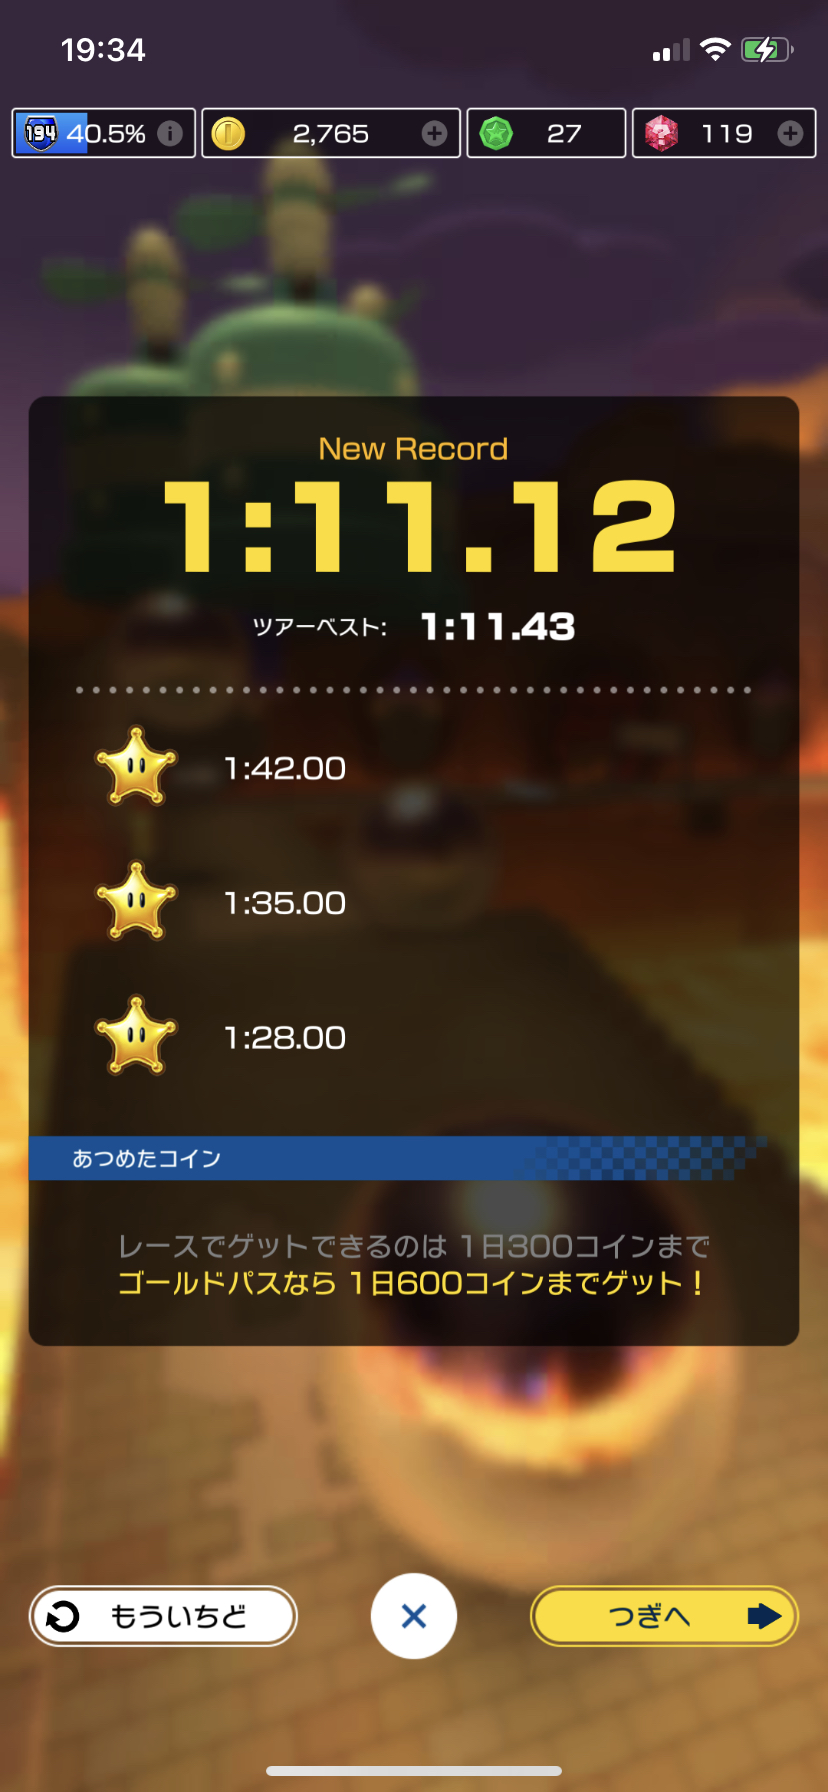 19:34
194 40.5% i 2,765 + 27 119 +
New Record
1:11.12
ツアーベスト: 1:11.43
1:42.00
1:35.00
1:28.00
あつめたコイン
レースでゲットできるのは 1日300コインまで
ゴールドパスなら 1日600コインまでゲット！
もういちど × つぎへ